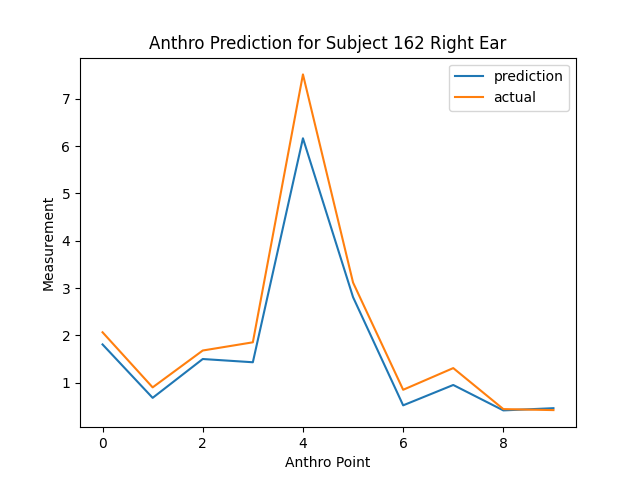 Anthro Prediction for Subject 162 Right Ear
prediction
actual
7
6
5
4
3
2
1
Measurement
0 2 4 6 8
Anthro Point